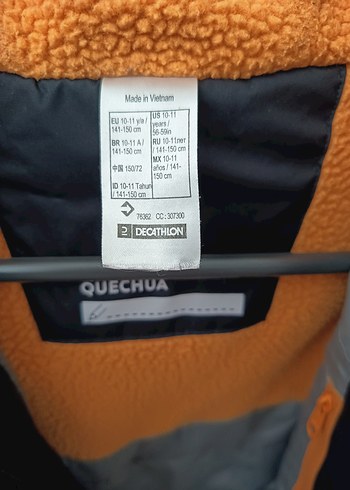 Made in Vietnam
EU 10-11 y/a /
141-150 cm
BR 10-11 A /
141-150 cm
中国 150/72
ID 10-11 Tahun
/ 141-150 cm
US 10-11
years /
56-59in
RU 10-11лет
/ 141-150 cm
MX 10-11
años / 141-
150 cm
76362 CC: 307300
DECATHLON
QUECHUA